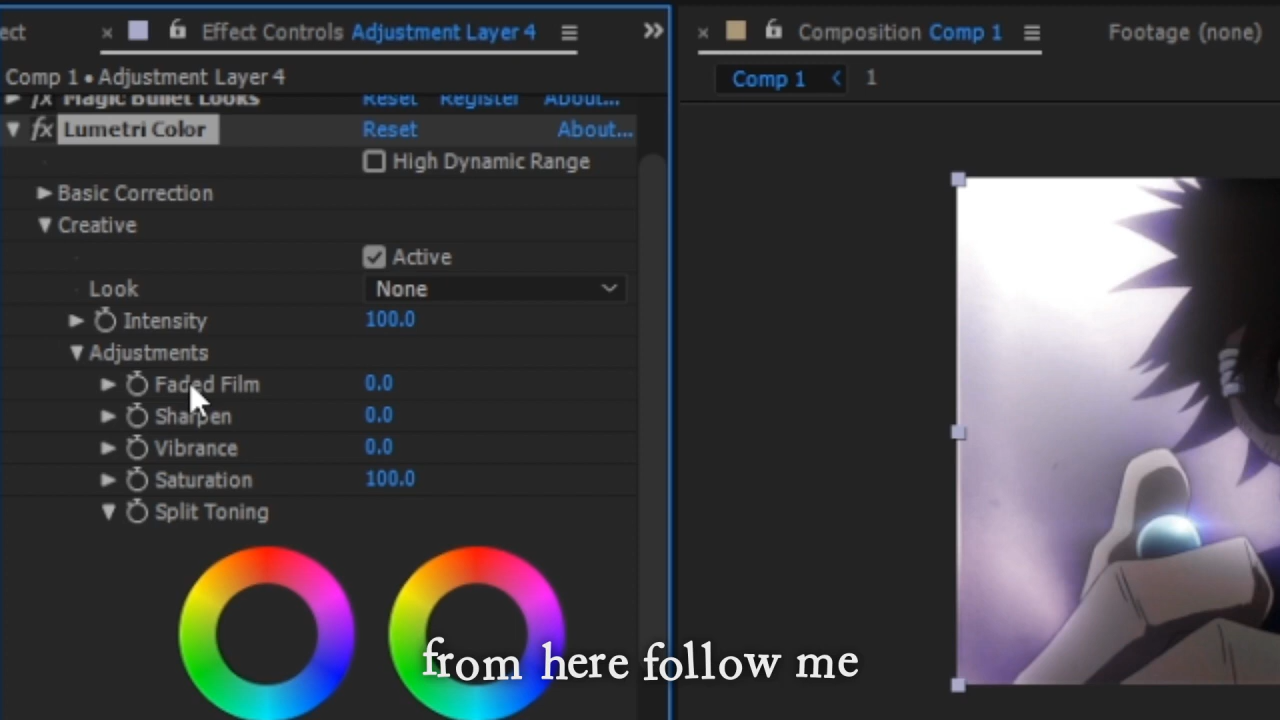 ect
× Effect Controls Adjustment Layer 4
Comp 1 • Adjustment Layer 4
fx Magic Bullet Looks Reset Register About...
fx Lumetri Color Reset About...
High Dynamic Range
Basic Correction
Creative
Active
Look None
Intensity 100.0
Adjustments
Faded Film 0.0
Sharpen 0.0
Vibrance 0.0
Saturation 100.0
Split Toning
× Composition Comp 1
Footage (none)
Comp 1 1
from here follow me